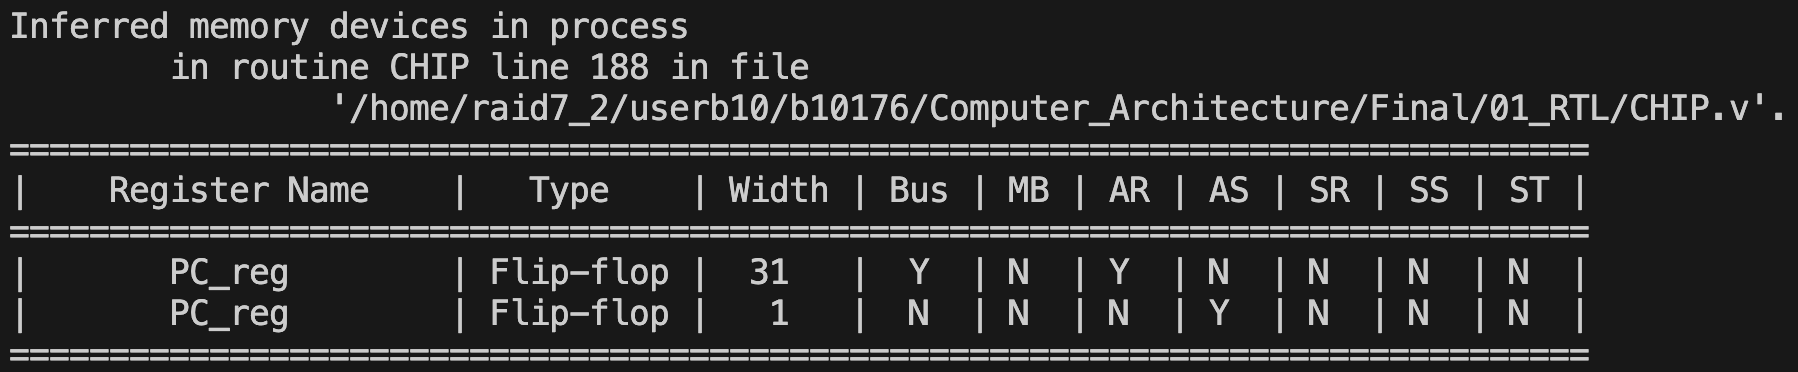 Inferred memory devices in process
in routine CHIP line 188 in file
'/home/raid7_2/userb10/b10176/Computer_Architecture/Final/01_RTL/CHIP.v'.
===============================================================================
|    Register Name    |   Type    | Width | Bus | MB | AR | AS | SR | SS | ST |
===============================================================================
|       PC_reg        | Flip-flop |  31   |  Y  | N  | Y  | N  | N  | N  | N  |
|       PC_reg        | Flip-flop |   1   |  N  | N  | N  | Y  | N  | N  | N  |
===============================================================================